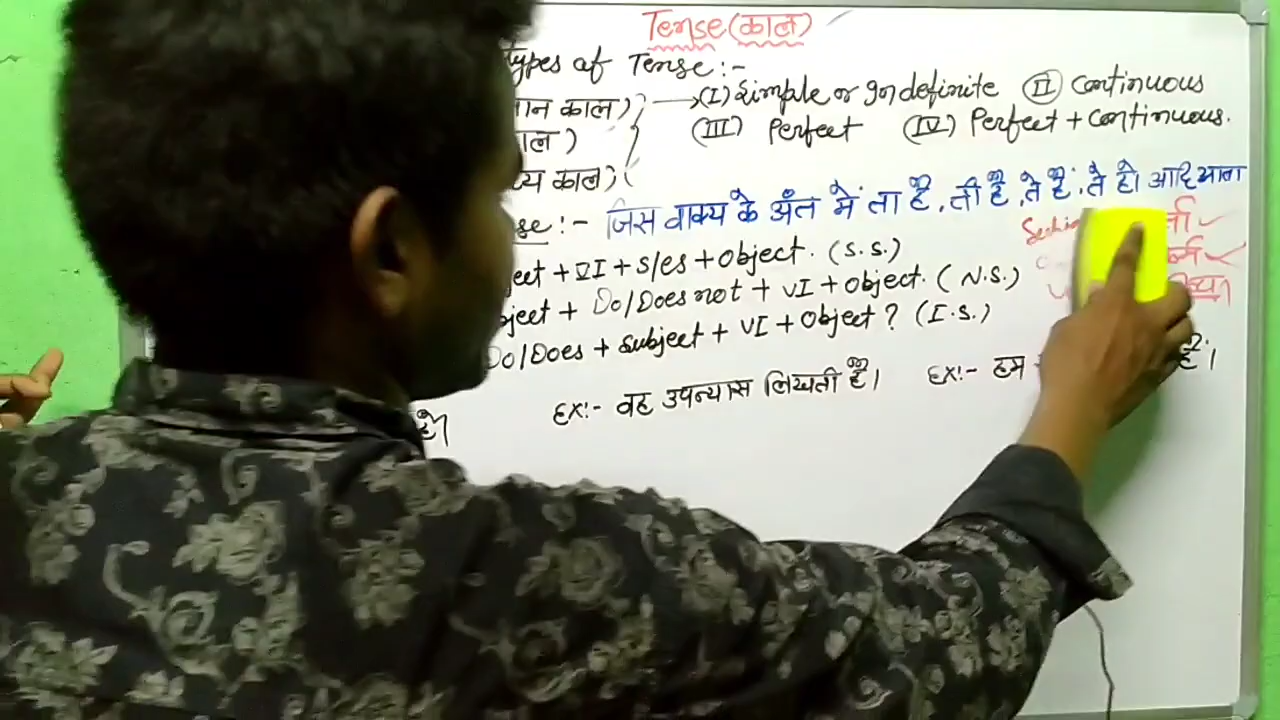 Tense (काल)
types of Tense:-
मान काल) → (I) Simple or Indefinite (II) Continuous
ाल) (III) Perfect (IV) Perfect + Continuous.
्य काल)
se :- जिस वाक्य के अंत में ता है, ती है, ते हैं, ते हो आदि आता
ject + VI + s/es + object. (S.S.)
bject + Do/Does not + VI + object. (N.S.)
Do/Does + subject + VI + object ? (I.S.)
है।
Ex:- वह उपन्यास लिखती है।
Ex:- हम
हैं।